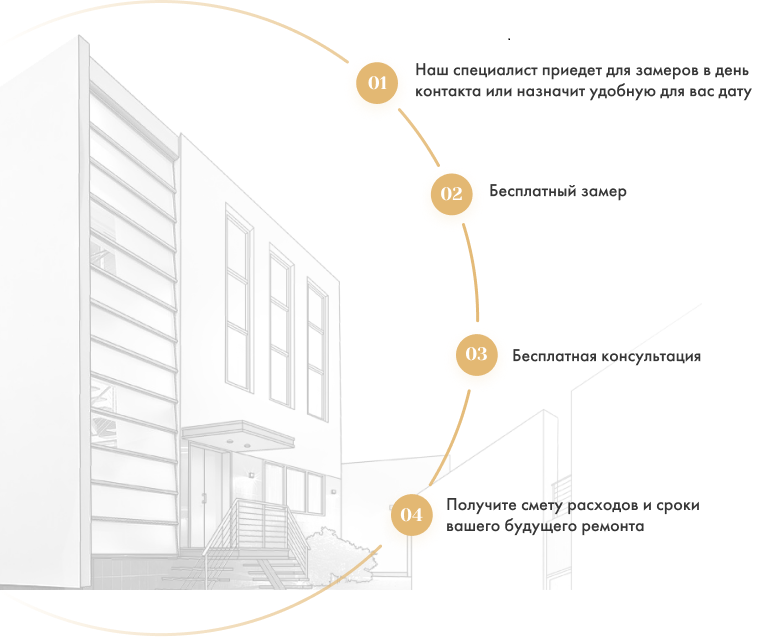 01
Наш специалист приедет для замеров в день
контакта или назначит удобную для вас дату
02
Бесплатный замер
03
Бесплатная консультация
04
Получите смету расходов и сроки
вашего будущего ремонта